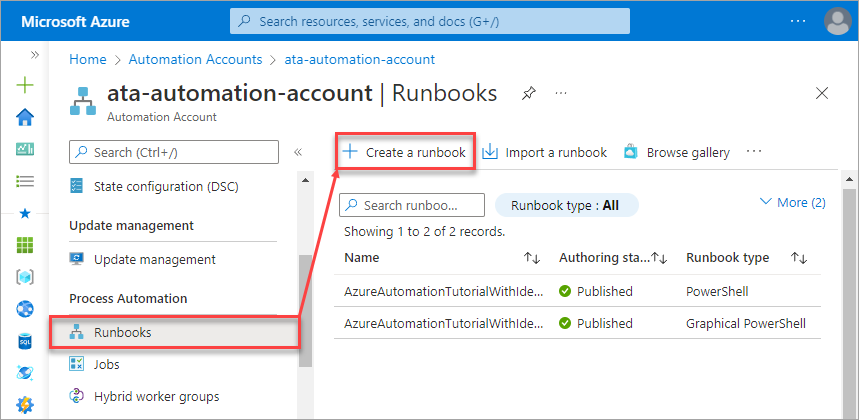 Microsoft Azure
Search resources, services, and docs (G+/)
...
Home > Automation Accounts > ata-automation-account
ata-automation-account | Runbooks
...
Automation Account
Search (Ctrl+/)
«
State configuration (DSC)
Update management
Update management
Process Automation
Runbooks
Jobs
Hybrid worker groups
Create a runbook
Import a runbook
Browse gallery
...
Search runboo...
Runbook type : All
More (2)
Showing 1 to 2 of 2 records.
Name ↑↓ Authoring sta...↑↓ Runbook type ↑↓
AzureAutomationTutorialWithIde... Published PowerShell
AzureAutomationTutorialWithIde... Published Graphical PowerShell
SQL